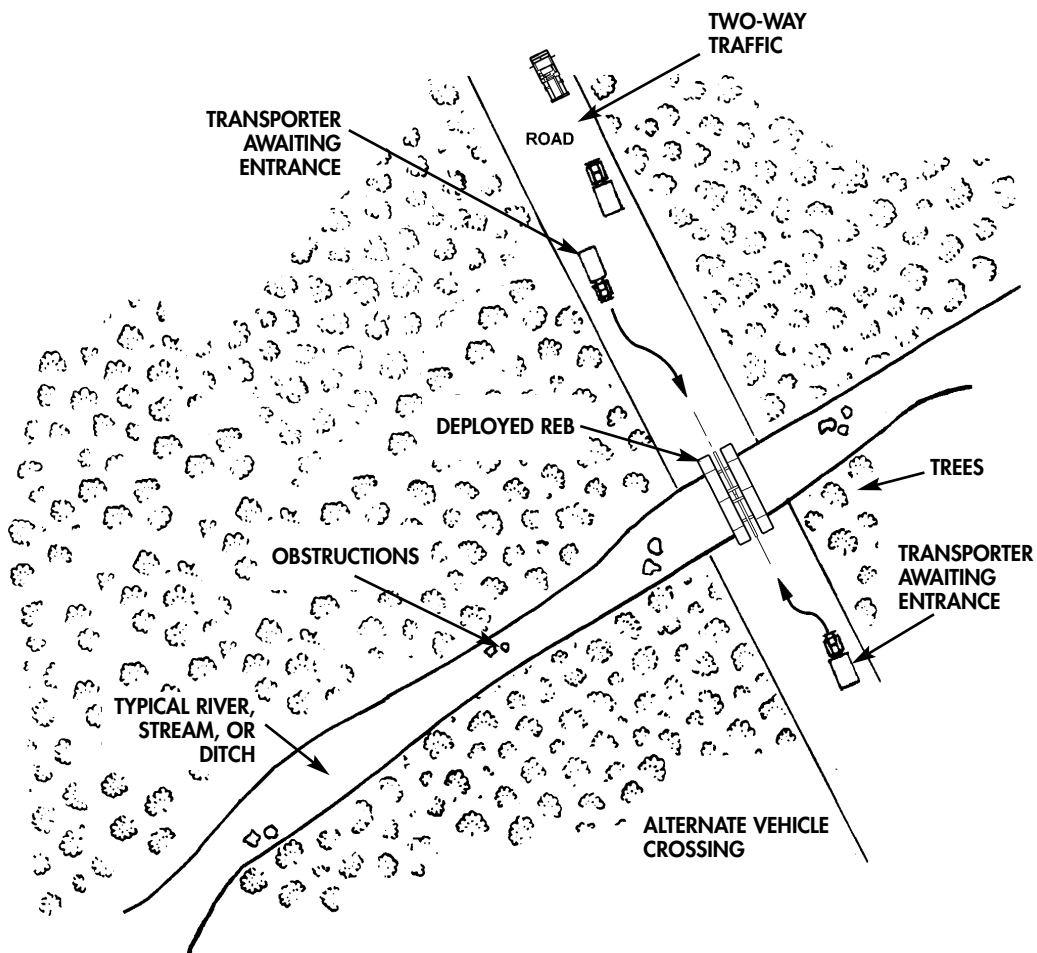 TWO-WAY
TRAFFIC
TRANSPORTER
AWAITING
ENTRANCE
ROAD
DEPLOYED REB
TREES
OBSTRUCTIONS
TRANSPORTER
AWAITING
ENTRANCE
TYPICAL RIVER,
STREAM, OR
DITCH
ALTERNATE VEHICLE
CROSSING